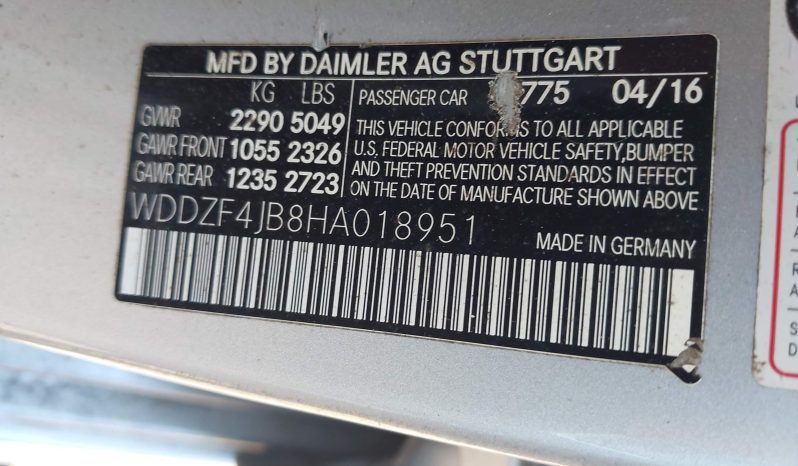 MFD BY DAIMLER AG STUTTGART
KG LBS
GVWR 2290 5049
GAWR FRONT 1055 2326
GAWR REAR 1235 2723
PASSENGER CAR 775 04/16
THIS VEHICLE CONFORMS TO ALL APPLICABLE
U.S. FEDERAL MOTOR VEHICLE SAFETY,BUMPER
AND THEFT PREVENTION STANDARDS IN EFFECT
ON THE DATE OF MANUFACTURE SHOWN ABOVE
WDDZF4JB8HA018951
MADE IN GERMANY